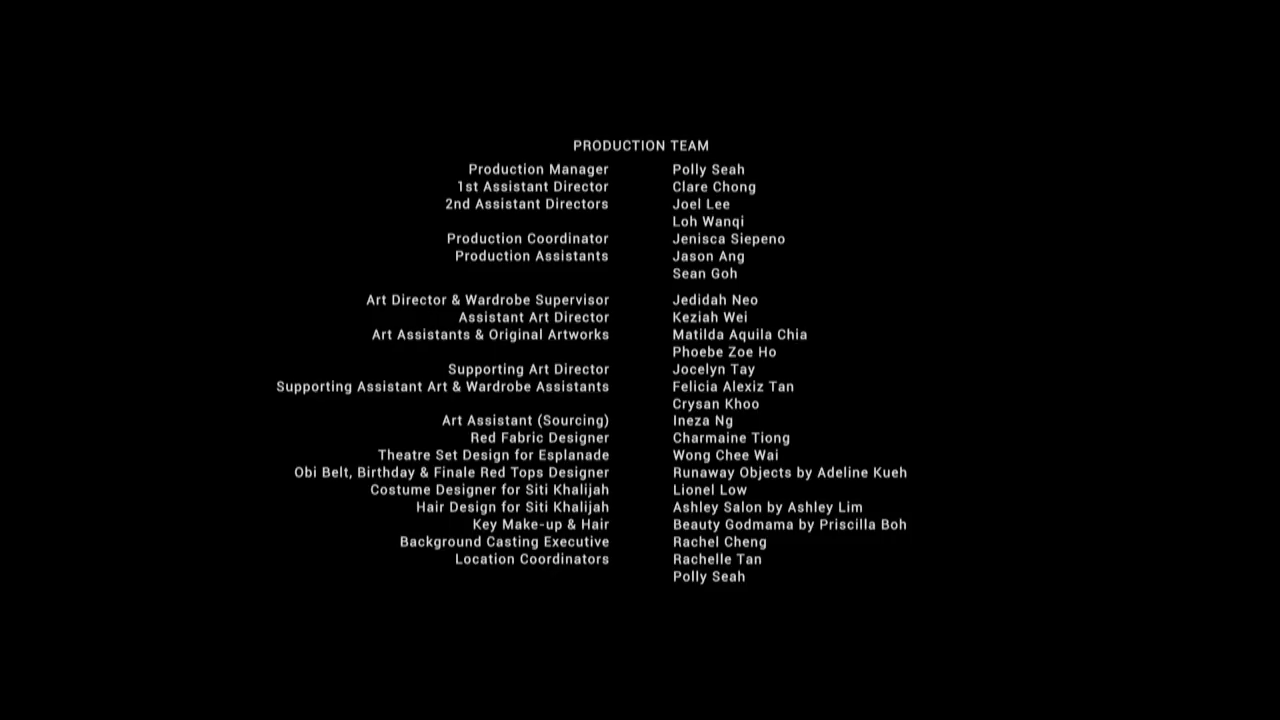 PRODUCTION TEAM
Production Manager Polly Seah
1st Assistant Director Clare Chong
2nd Assistant Directors Joel Lee
Loh Wanqi
Production Coordinator Jenisca Siepeno
Production Assistants Jason Ang
Sean Goh
Art Director & Wardrobe Supervisor Jedidah Neo
Assistant Art Director Keziah Wei
Art Assistants & Original Artworks Matilda Aquila Chia
Phoebe Zoe Ho
Supporting Art Director Jocelyn Tay
Supporting Assistant Art & Wardrobe Assistants Felicia Alexiz Tan
Crysan Khoo
Art Assistant (Sourcing) Ineza Ng
Red Fabric Designer Charmaine Tiong
Theatre Set Design for Esplanade Wong Chee Wai
Obi Belt, Birthday & Finale Red Tops Designer Runaway Objects by Adeline Kueh
Costume Designer for Siti Khalijah Lionel Low
Hair Design for Siti Khalijah Ashley Salon by Ashley Lim
Key Make-up & Hair Beauty Godmama by Priscilla Boh
Background Casting Executive Rachel Cheng
Location Coordinators Rachelle Tan
Polly Seah